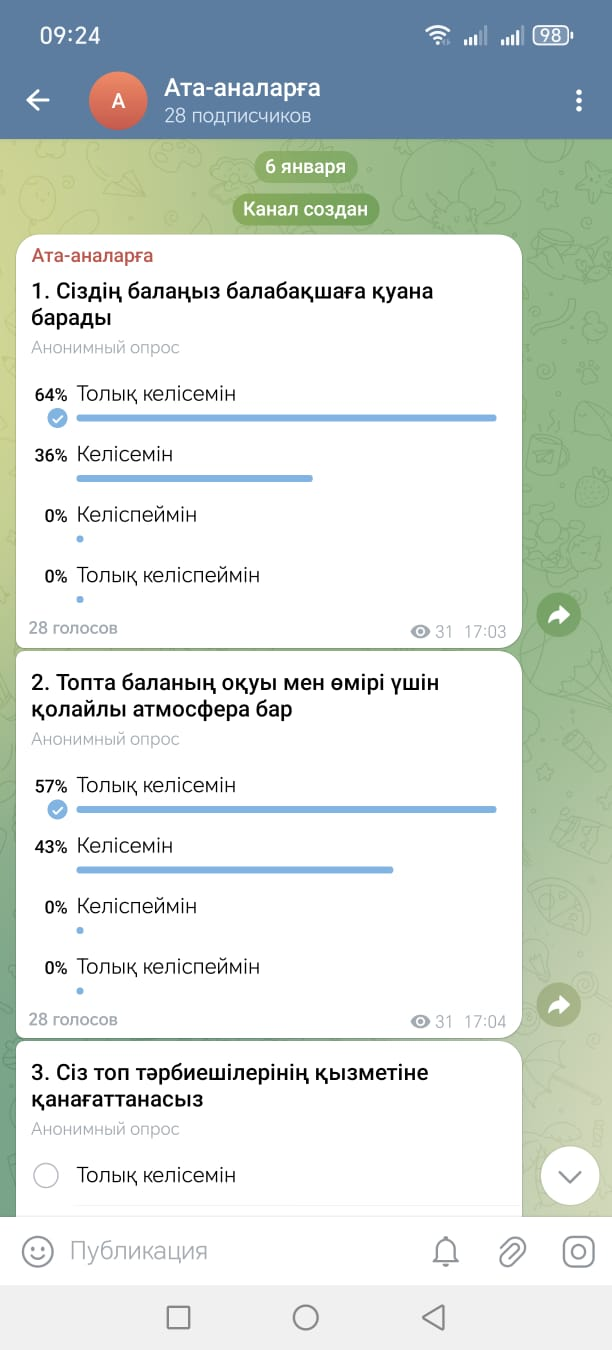 09:24
98
А
Ата-аналарға
28 подписчиков
6 января
Канал создан
Ата-аналарға
1. Сіздің балаңыз балабақшаға қуана
барады
Анонимный опрос
64% Толық келісемін
36% Келісемін
0% Келіспеймін
0% Толық келіспеймін
28 голосов
31 17:03
2. Топта баланың оқуы мен өмірі үшін
қолайлы атмосфера бар
Анонимный опрос
57% Толық келісемін
43% Келісемін
0% Келіспеймін
0% Толық келіспеймін
28 голосов
31 17:04
3. Сіз топ тәрбиешілерінің қызметіне
қанағаттанасыз
Анонимный опрос
Толық келісемін
Публикация